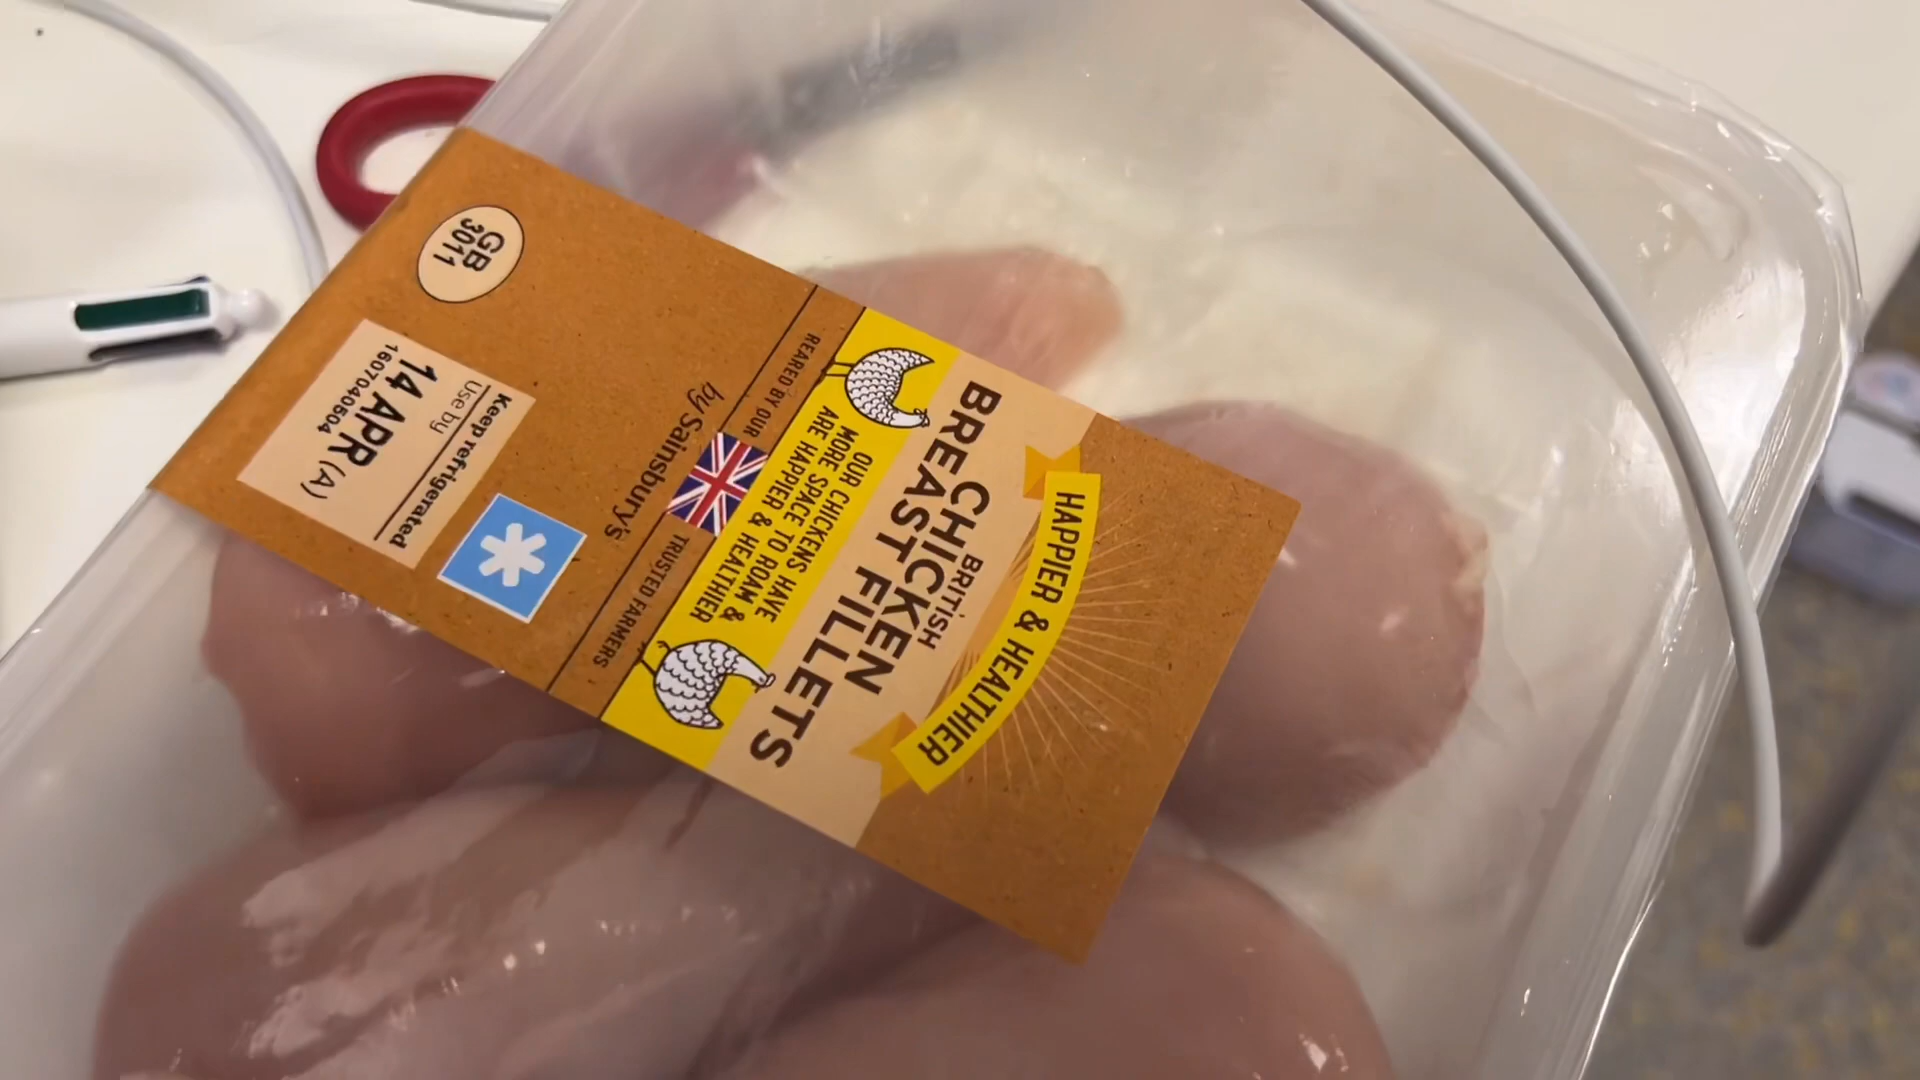 HAPPIER & HEALTHIER
BRITISH
CHICKEN
BREAST FILLETS
OUR CHICKENS HAVE
MORE SPACE TO ROAM &
ARE HAPPIER & HEALTHIER
REARED BY OUR
TRUSTED FARMERS
by Sainsbury's
Keep refrigerated
Use by
14 APR (A)
1607040504
GB
3011